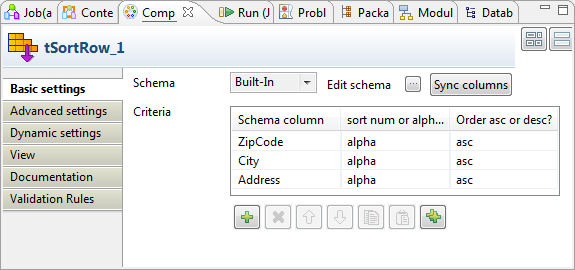 Job(a Conte Comp Run (J Probl Packa Modul Datab
tSortRow_1
Basic settings
Advanced settings
Dynamic settings
View
Documentation
Validation Rules
Schema Built-In Edit schema ... Sync columns
Criteria
Schema column sort num or alph... Order asc or desc?
ZipCode alpha asc
City alpha asc
Address alpha asc